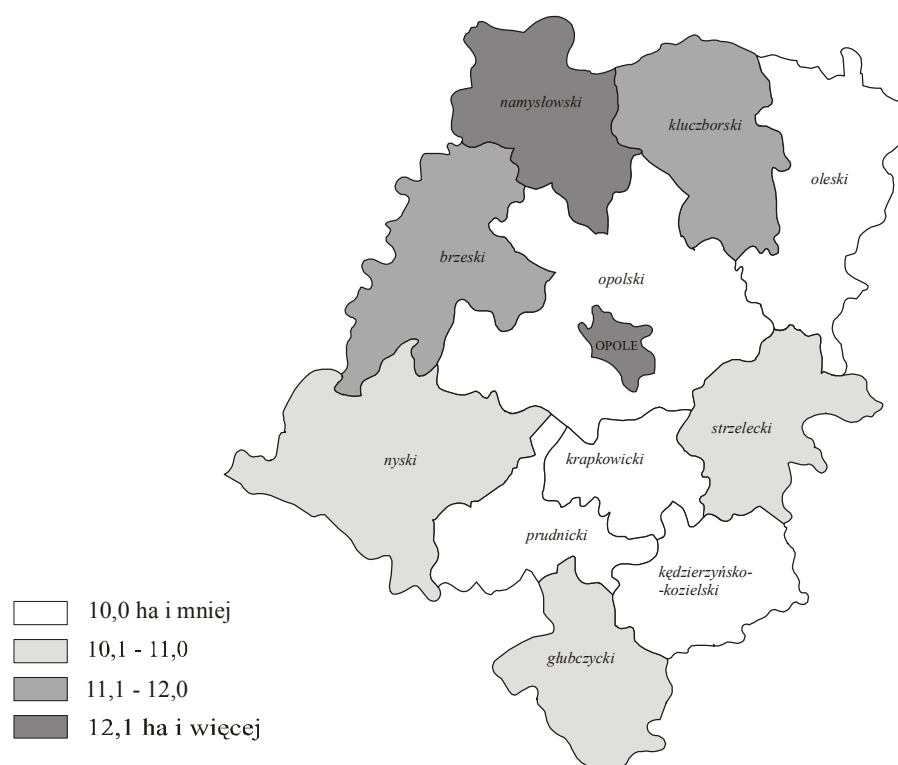 namysłowski
kluczborski
oleski
brzeski
opolski
OPOLE
strzelecki
nyski
krapkowicki
prudnicki
kędzierzyńsko-
-kozielski
głubczycki
10,0 ha i mniej
10,1 - 11,0
11,1 - 12,0
12,1 ha i więcej